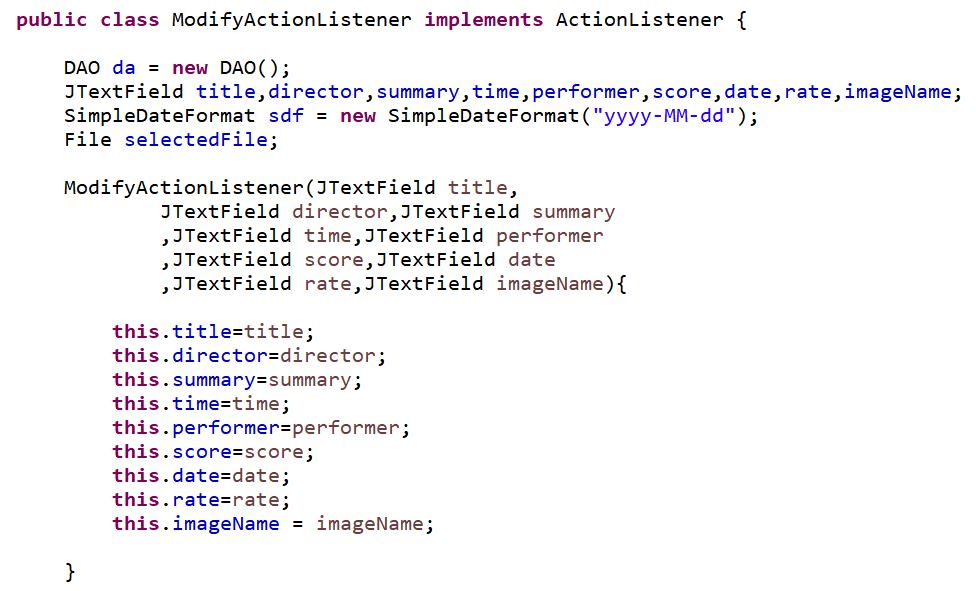 public class ModifyActionListener implements ActionListener {
DAO da = new DAO();
JTextField title,director,summary,time,performer,score,date,rate,imageName;
SimpleDateFormat sdf = new SimpleDateFormat("yyyy-MM-dd");
File selectedFile;
ModifyActionListener(JTextField title,
JTextField director,JTextField summary
,JTextField time,JTextField performer
,JTextField score,JTextField date
,JTextField rate,JTextField imageName){
this.title=title;
this.director=director;
this.summary=summary;
this.time=time;
this.performer=performer;
this.score=score;
this.date=date;
this.rate=rate;
this.imageName = imageName;
}